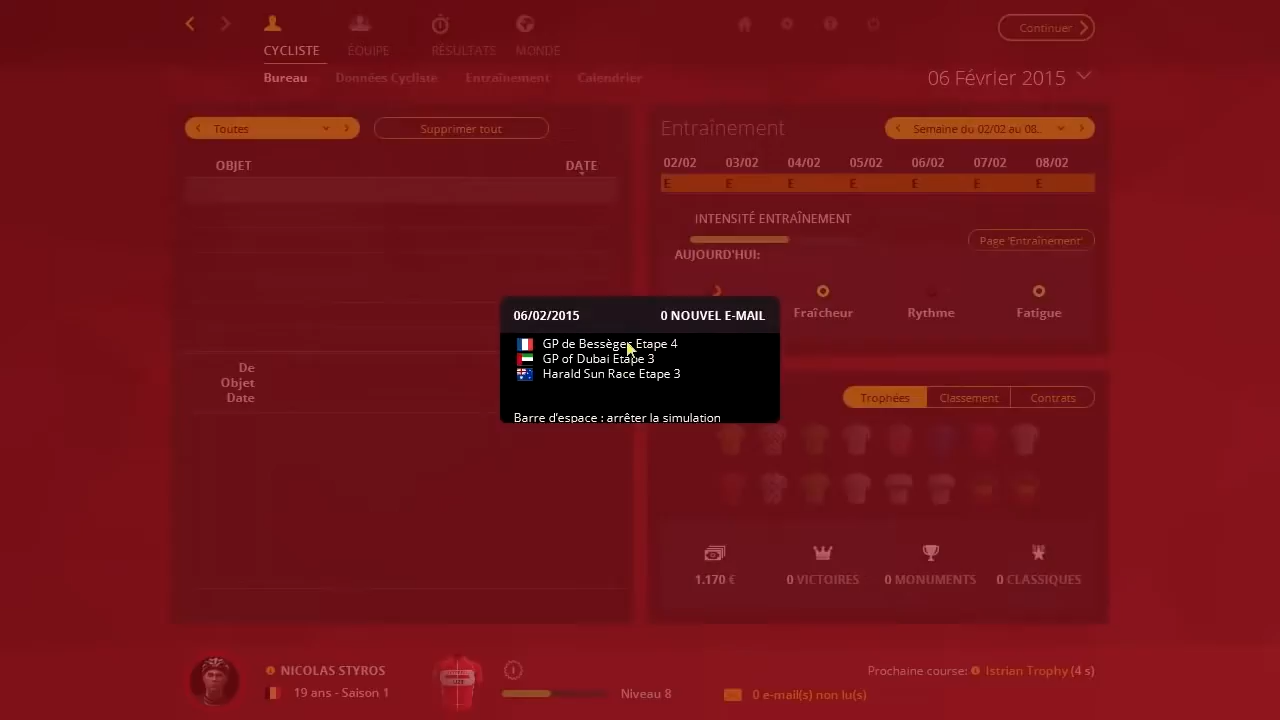 CYCLISTE
ÉQUIPE
RÉSULTATS
MONDE
Continuer
Bureau
Données Cycliste
Entraînement
Calendrier
06 Février 2015
Toutes
Supprimer tout
OBJET
DATE
Entraînement
Semaine du 02/02 au 08..
02/02 03/02 04/02 05/02 06/02 07/02 08/02
E E E E E E E
INTENSITÉ ENTRAÎNEMENT
Page 'Entraînement'
AUJOURD'HUI:
Fraîcheur
Rythme
Fatigue
06/02/2015
0 NOUVEL E-MAIL
GP de Bessèges Etape 4
GP of Dubai Etape 3
Harald Sun Race Etape 3
Barre d'espace : arrêter la simulation
De
Objet
Date
Trophées
Classement
Contrats
1.170 €
0 VICTOIRES
0 MONUMENTS
0 CLASSIQUES
NICOLAS STYROS
19 ans - Saison 1
Niveau 8
Prochaine course: Istrian Trophy (4 s)
0 e-mail(s) non lu(s)